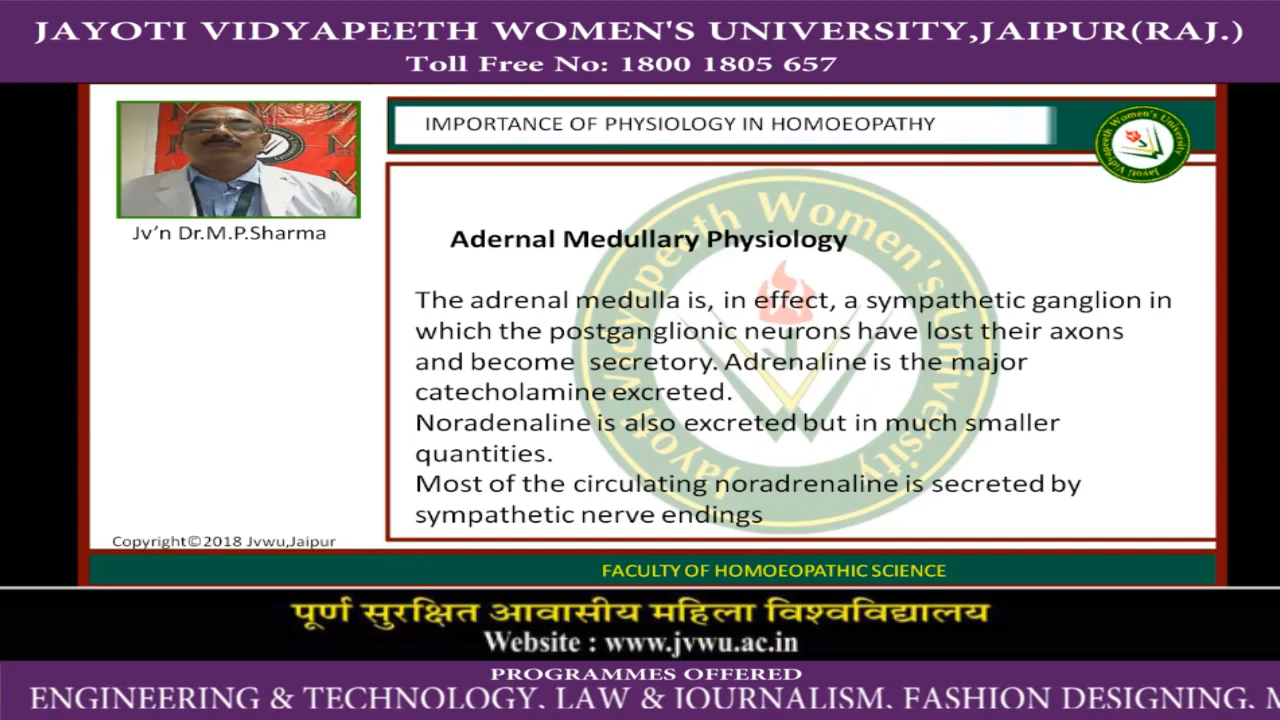 JAYOTI VIDYAPEETH WOMEN'S UNIVERSITY,JAIPUR(RAJ.)
Toll Free No: 1800 1805 657
IMPORTANCE OF PHYSIOLOGY IN HOMOEOPATHY
Jayoti Vidyapeeth Women's University
Jv'n Dr.M.P.Sharma
Adernal Medullary Physiology
The adrenal medulla is, in effect, a sympathetic ganglion in
which the postganglionic neurons have lost their axons
and become secretory. Adrenaline is the major
catecholamine excreted.
Noradenaline is also excreted but in much smaller
quantities.
Most of the circulating noradrenaline is secreted by
sympathetic nerve endings
Copyright©2018 Jvwu,Jaipur
FACULTY OF HOMOEOPATHIC SCIENCE
पूर्ण सुरक्षित आवासीय महिला विश्वविद्यालय
Website : www.jvwu.ac.in
PROGRAMMES OFFERED
ENGINEERING & TECHNOLOGY, LAW & JOURNALISM, FASHION DESIGNING, M